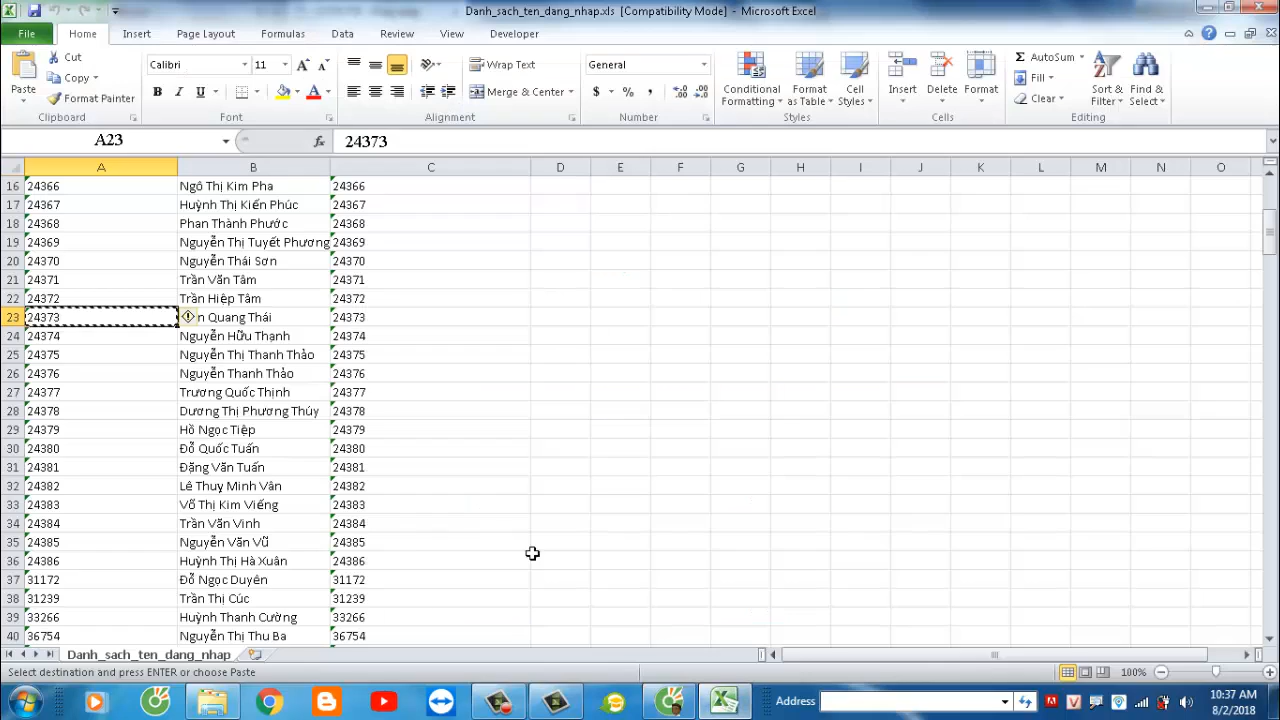 Danh_sach_ten_dang_nhap.xls [Compatibility Mode] - Microsoft Excel
File Home Insert Page Layout Formulas Data Review View Developer
Cut
Copy
Paste
Format Painter
Clipboard
Calibri 11
B I U
Font
Wrap Text
Merge & Center
Alignment
General
$ % ,
Number
Conditional Formatting
Format as Table
Cell Styles
Styles
Insert
Delete
Format
Cells
AutoSum
Fill
Clear
Sort & Filter
Find & Select
Editing
A23 fx 24373
A B C D E F G H I J K L M N O
16 24366 Ngô Thị Kim Pha 24366
17 24367 Huỳnh Thị Kiến Phúc 24367
18 24368 Phan Thành Phước 24368
19 24369 Nguyễn Thị Tuyết Phương 24369
20 24370 Nguyễn Thái Sơn 24370
21 24371 Trần Văn Tâm 24371
22 24372 Trần Hiệp Tâm 24372
23 24373 n Quang Thái 24373
24 24374 Nguyễn Hữu Thạnh 24374
25 24375 Nguyễn Thị Thanh Thảo 24375
26 24376 Nguyễn Thanh Thảo 24376
27 24377 Trương Quốc Thịnh 24377
28 24378 Dương Thị Phương Thúy 24378
29 24379 Hồ Ngọc Tiệp 24379
30 24380 Đỗ Quốc Tuấn 24380
31 24381 Đặng Văn Tuấn 24381
32 24382 Lê Thuỵ Minh Vân 24382
33 24383 Võ Thị Kim Viếng 24383
34 24384 Trần Văn Vinh 24384
35 24385 Nguyễn Văn Vũ 24385
36 24386 Huỳnh Thị Hà Xuân 24386
37 31172 Đỗ Ngọc Duyên 31172
38 31239 Trần Thị Cúc 31239
39 33266 Huỳnh Thanh Cường 33266
40 36754 Nguyễn Thị Thu Ba 36754
Danh_sach_ten_dang_nhap
Select destination and press ENTER or choose Paste 100%
Address
10:37 AM
8/2/2018